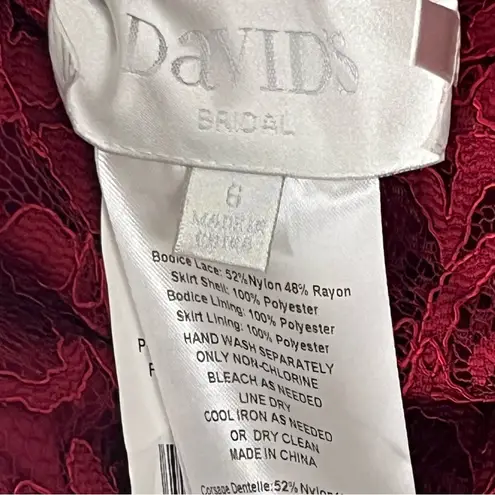 DaVID'S
BRIDAL
6
MADE IN
CHINA
Bodice Lace: 52% Nylon 48% Rayon
Skirt Shell: 100% Polyester
Bodice Lining: 100% Polyester
Skirt Lining: 100% Polyester
HAND WASH SEPARATELY
ONLY NON-CHLORINE
BLEACH AS NEEDED
LINE DRY
COOL IRON AS NEEDED
OR DRY CLEAN
MADE IN CHINA
Corsage Dentelle: 52% Nylon